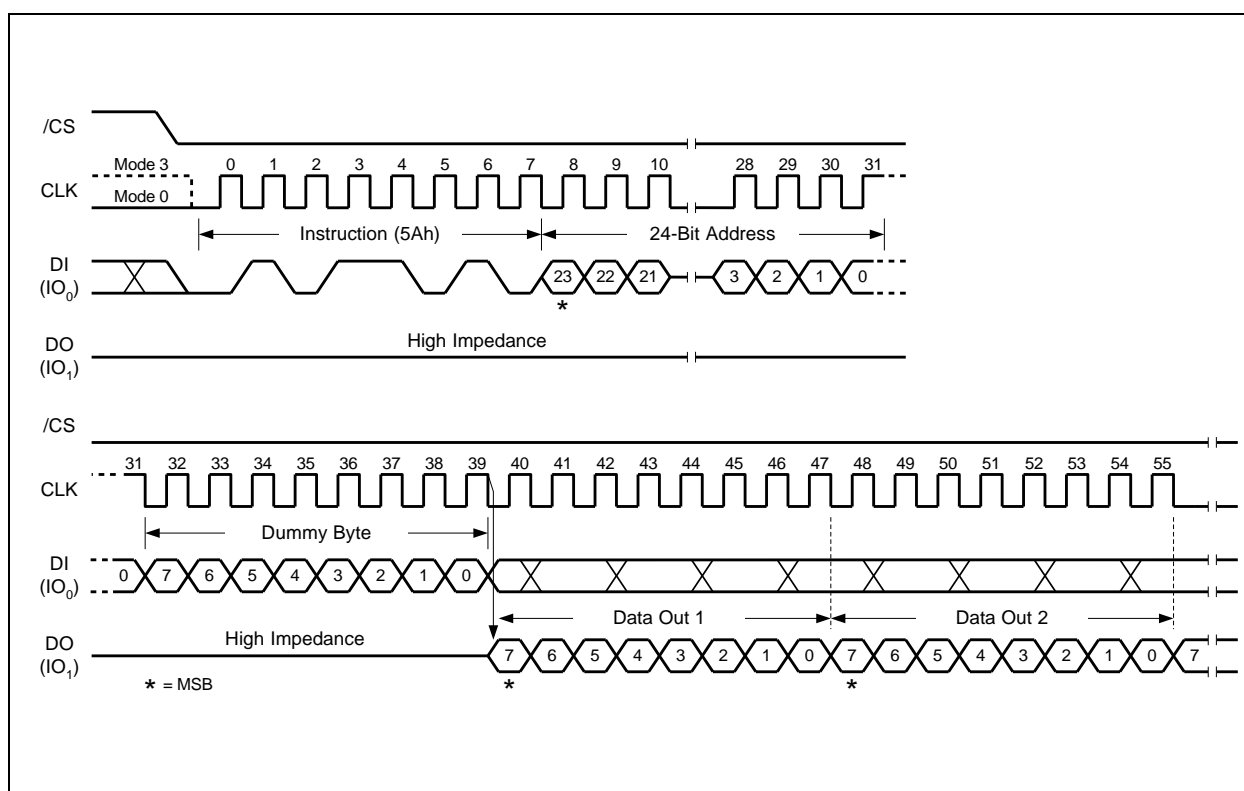 /CS
Mode 3 0 1 2 3 4 5 6 7 8 9 10 28 29 30 31
CLK
Mode 0
Instruction (5Ah) 24-Bit Address
DI
(IO0)
23 22 21 3 2 1 0
*
High Impedance
DO
(IO1)
/CS
31 32 33 34 35 36 37 38 39 40 41 42 43 44 45 46 47 48 49 50 51 52 53 54 55
CLK
Dummy Byte
DI
(IO0)
0 7 6 5 4 3 2 1 0
Data Out 1 Data Out 2
High Impedance
DO
(IO1)
7 6 5 4 3 2 1 0 7 6 5 4 3 2 1 0 7
* = MSB * *